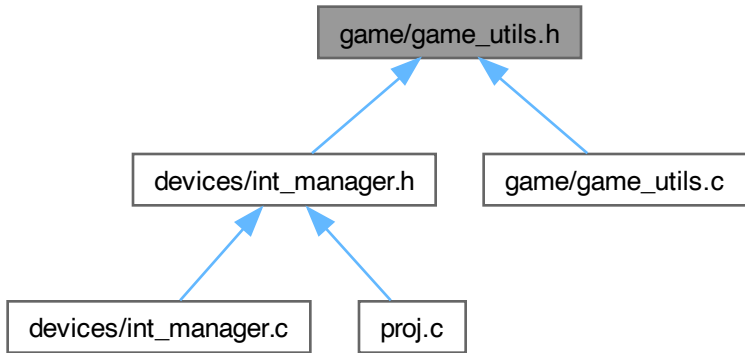 game/game_utils.h
devices/int_manager.h
game/game_utils.c
devices/int_manager.c
proj.c